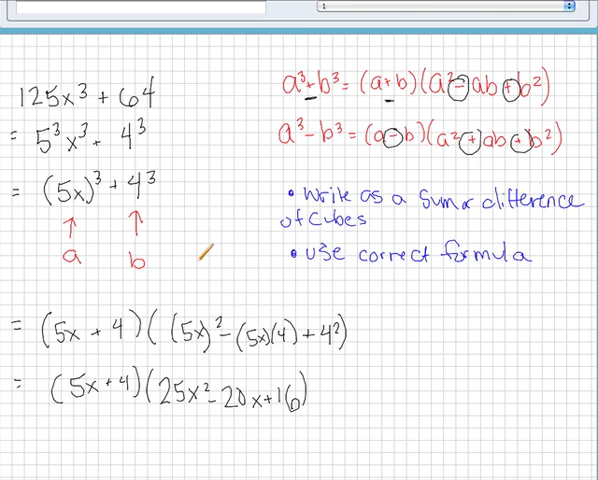 1
125x³ + 64
= 5³x³ + 4³
= (5x)³ + 4³
a b
a³+b³ = (a+b)(a²-ab+b²)
a³-b³ = (a-b)(a²+ab+b²)
• Write as a Sum or difference
of Cubes
• Use correct formula
= (5x + 4)((5x)² - (5x)(4) + 4²)
= (5x+4)(25x²-20x+16)